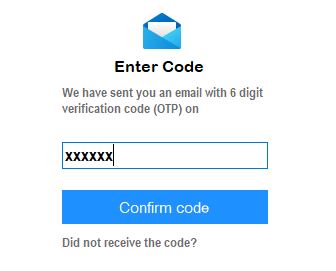 Enter Code
We have sent you an email with 6 digit
verification code (OTP) on
xxxxxx
Confirm code
Did not receive the code?